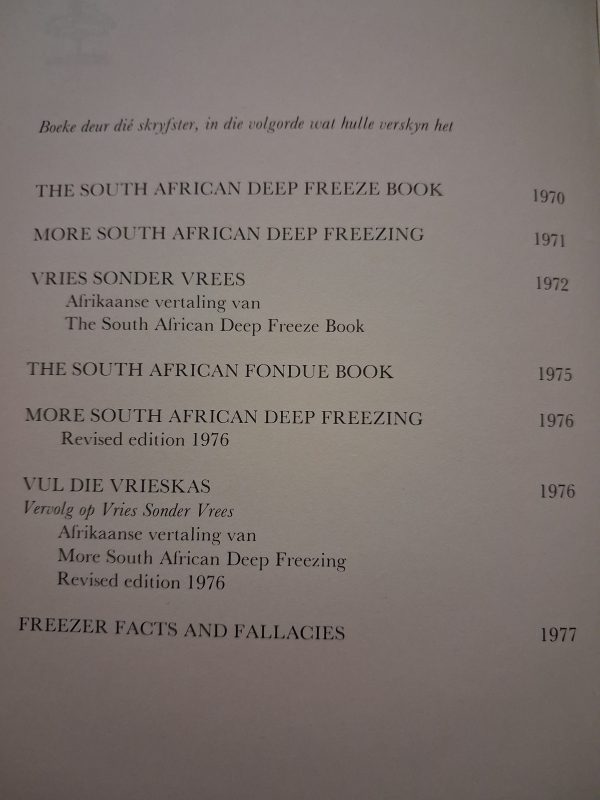 Boeke deur dié skryfster, in die volgorde wat hulle verskyn het
THE SOUTH AFRICAN DEEP FREEZE BOOK 1970
MORE SOUTH AFRICAN DEEP FREEZING 1971
VRIES SONDER VREES 1972
Afrikaanse vertaling van
The South African Deep Freeze Book
THE SOUTH AFRICAN FONDUE BOOK 1975
MORE SOUTH AFRICAN DEEP FREEZING 1976
Revised edition 1976
VUL DIE VRIESKAS 1976
Vervolg op Vries Sonder Vrees
Afrikaanse vertaling van
More South African Deep Freezing
Revised edition 1976
FREEZER FACTS AND FALLACIES 1977